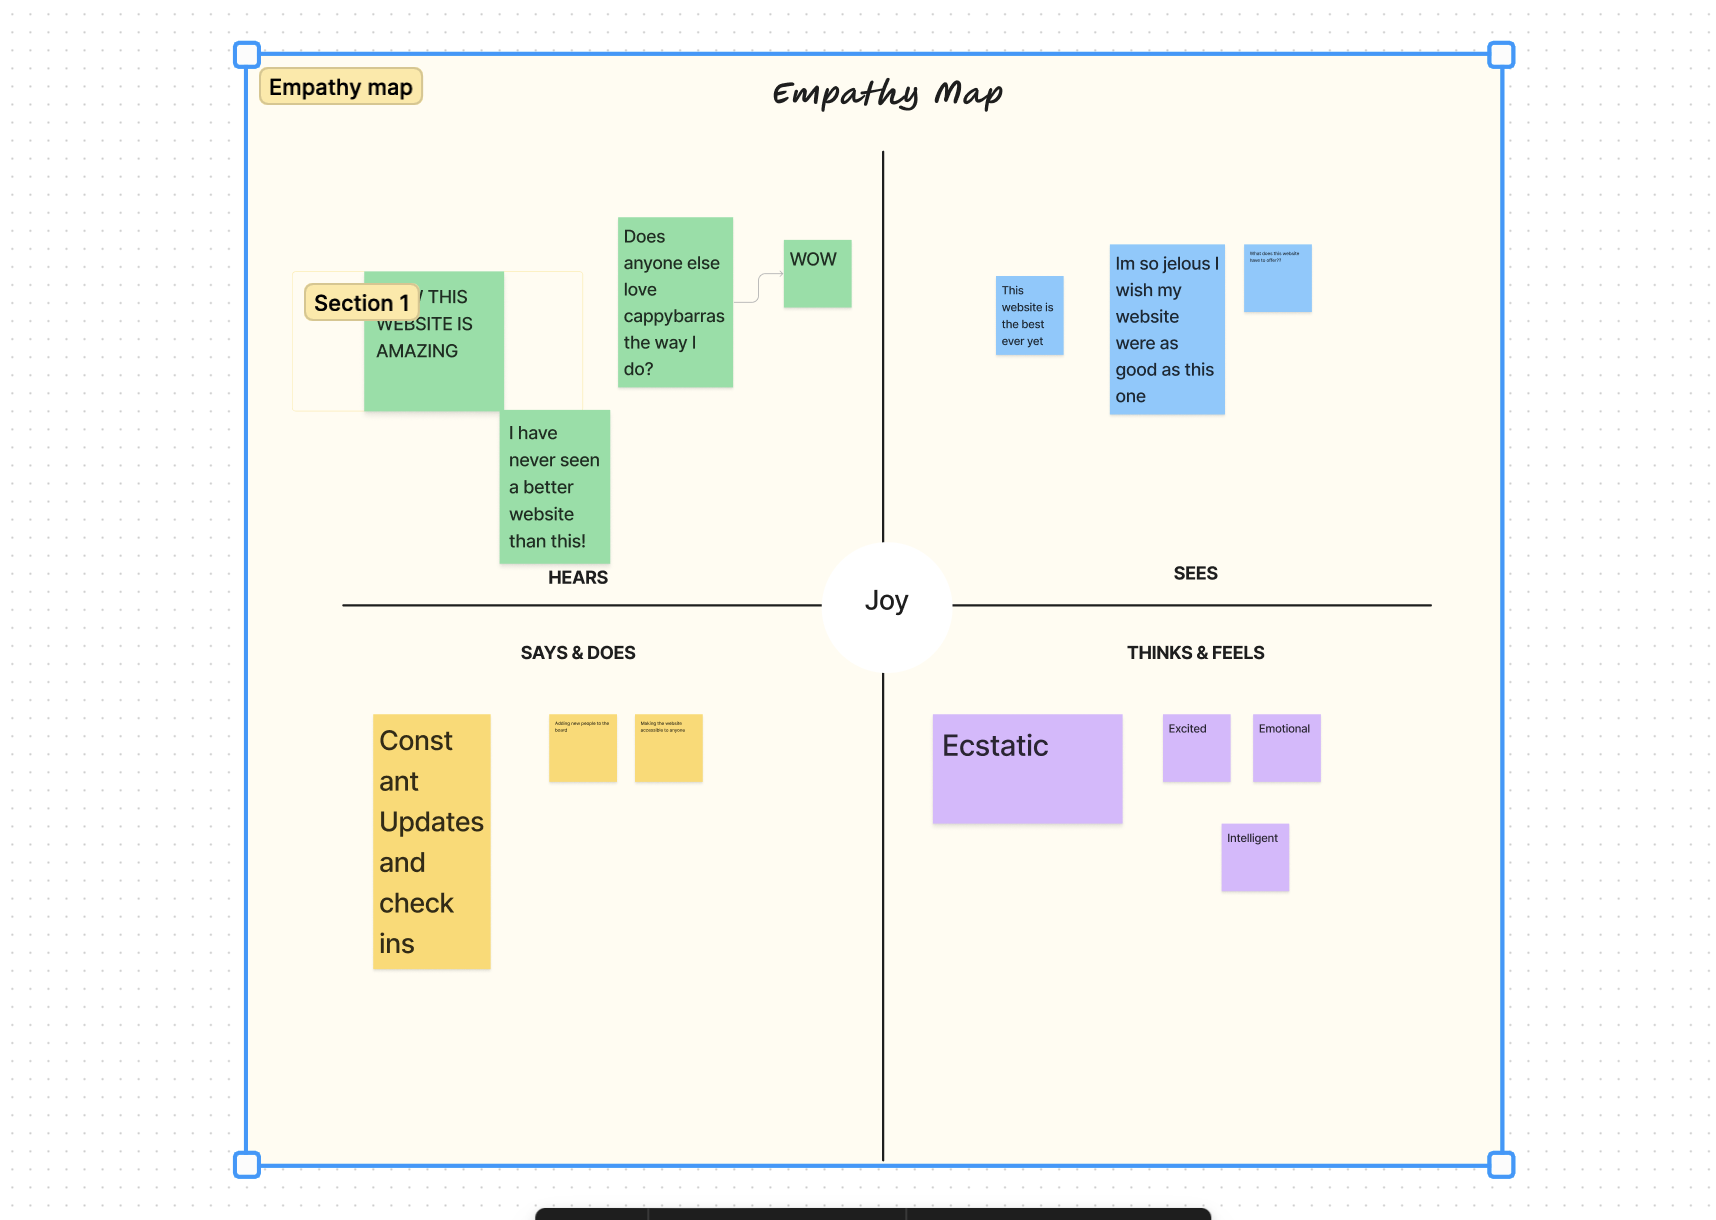 Empathy map
Empathy Map
Section 1
THIS
WEBSITE IS
AMAZING
Does
anyone else
love
cappybarras
the way I
do?
WOW
I have
never seen
a better
website
than this!
HEARS
This
website is
the best
ever yet
Im so jelous I
wish my
website
were as
good as this
one
What does this website
have to offer??
SEES
Joy
SAYS & DOES
Const
ant
Updates
and
check
ins
Adding new people to the
board
Making the website
accessible to anyone
THINKS & FEELS
Ecstatic
Excited
Emotional
Intelligent